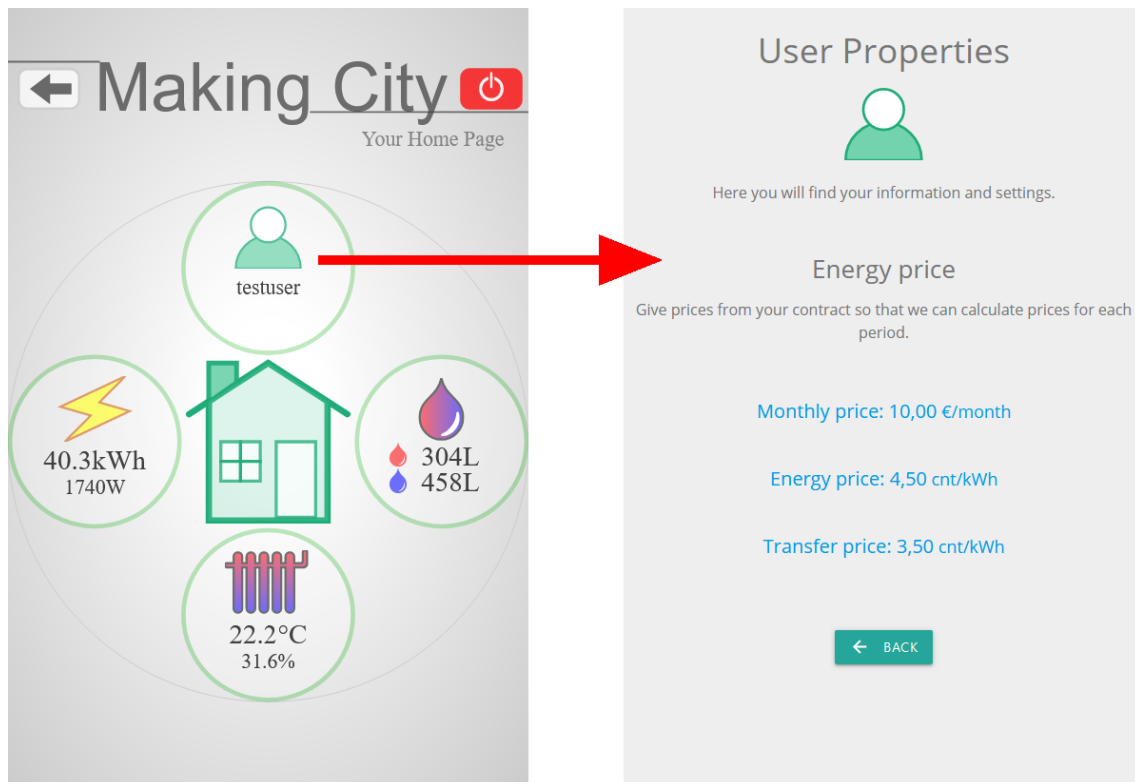 Making City
Your Home Page
testuser
40.3kWh
1740W
304L
458L
22.2°C
31.6%
User Properties
Here you will find your information and settings.
Energy price
Give prices from your contract so that we can calculate prices for each
period.
Monthly price: 10,00 €/month
Energy price: 4,50 cnt/kWh
Transfer price: 3,50 cnt/kWh
BACK